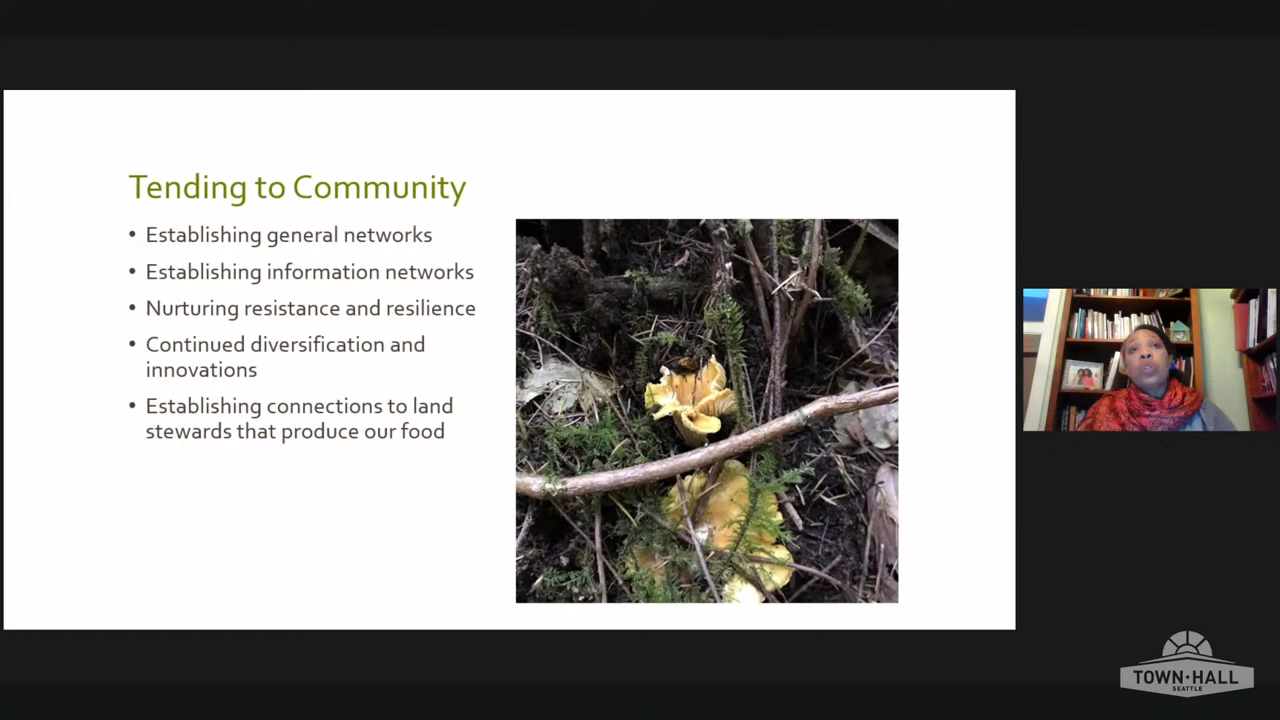 Tending to Community
• Establishing general networks
• Establishing information networks
• Nurturing resistance and resilience
• Continued diversification and
innovations
• Establishing connections to land
stewards that produce our food
TOWN·HALL
SEATTLE